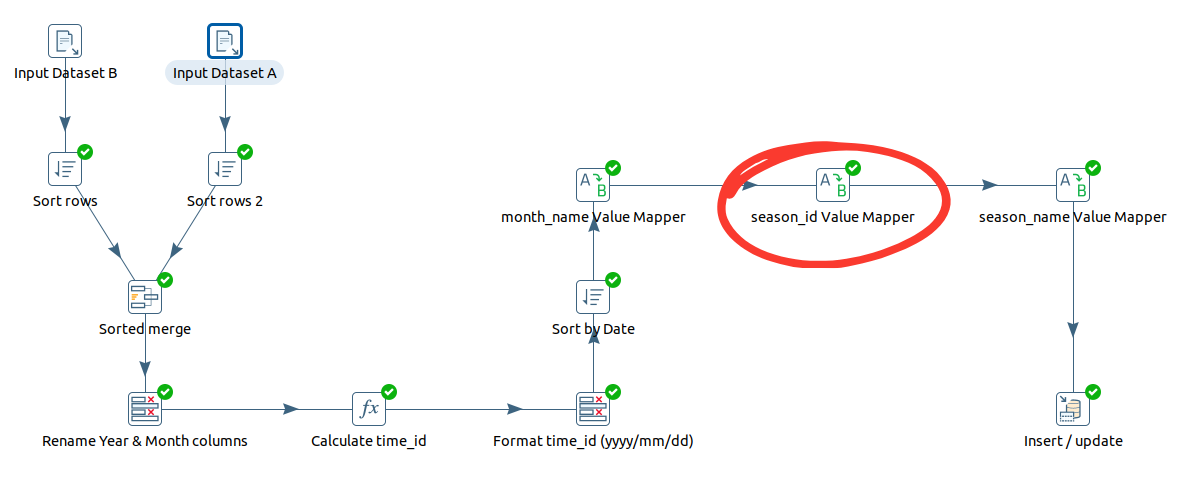 Input Dataset B
Input Dataset A
Sort rows
Sort rows 2
month_name Value Mapper
season_id Value Mapper
season_name Value Mapper
Sorted merge
Sort by Date
Rename Year & Month columns
Calculate time_id
Format time_id (yyyy/mm/dd)
Insert / update